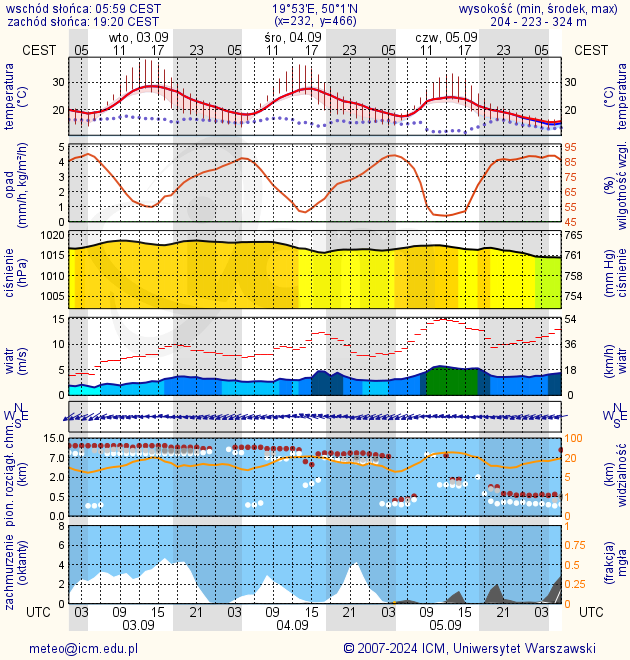 wschód słońca: 05:59 CEST 19°53'E, 50°1'N wysokość (min, środek, max)
zachód słońca: 19:20 CEST (x=232, y=466) 204 - 223 - 324 m
wto, 03.09 śro, 04.09 czw, 05.09
CEST 05 11 17 23 05 11 17 23 05 11 17 23 05 CEST
temperatura (°C) 30 20 30 20 (°C) temperatura
opad (mm/h, kg/m²/h) 5 4 3 2 1 0 95 85 75 65 55 45 (%) wilgotność wzgl.
ciśnienie (hPa) 1020 1015 1010 1005 765 761 758 754 (mm Hg) ciśnienie
wiatr (m/s) 15 10 5 0 54 36 18 0 (km/h) wiatr
N W E S N W E S
pion. rozciągł. chm. (km) 15.0 7.0 2.0 0.5 0.0 100 20 5 1 0 (km) widzialność
zachmurzenie (oktanty) 8 6 4 2 0 1 0.75 0.5 0.25 0 (frakcja) mgła
UTC 03 09 15 21 03 09 15 21 03 09 15 21 03 UTC
03.09 04.09 05.09
meteo@icm.edu.pl © 2007-2024 ICM, Uniwersytet Warszawski